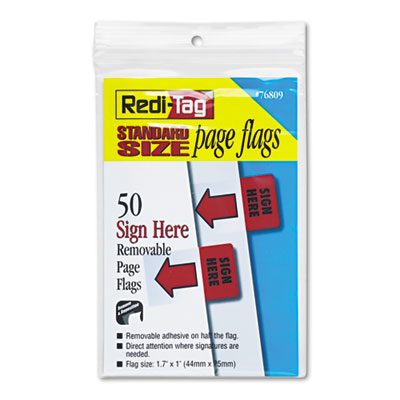 Redi-Tag
#76809
STANDARD
SIZE page flags
50
Sign Here
Removable
Page
Flags
SIGN
HERE
SIGN
HERE
Removable adhesive on half the flag.
Direct attention where signatures are
needed.
Flag size: 1.7" x 1" (44mm x 25mm)